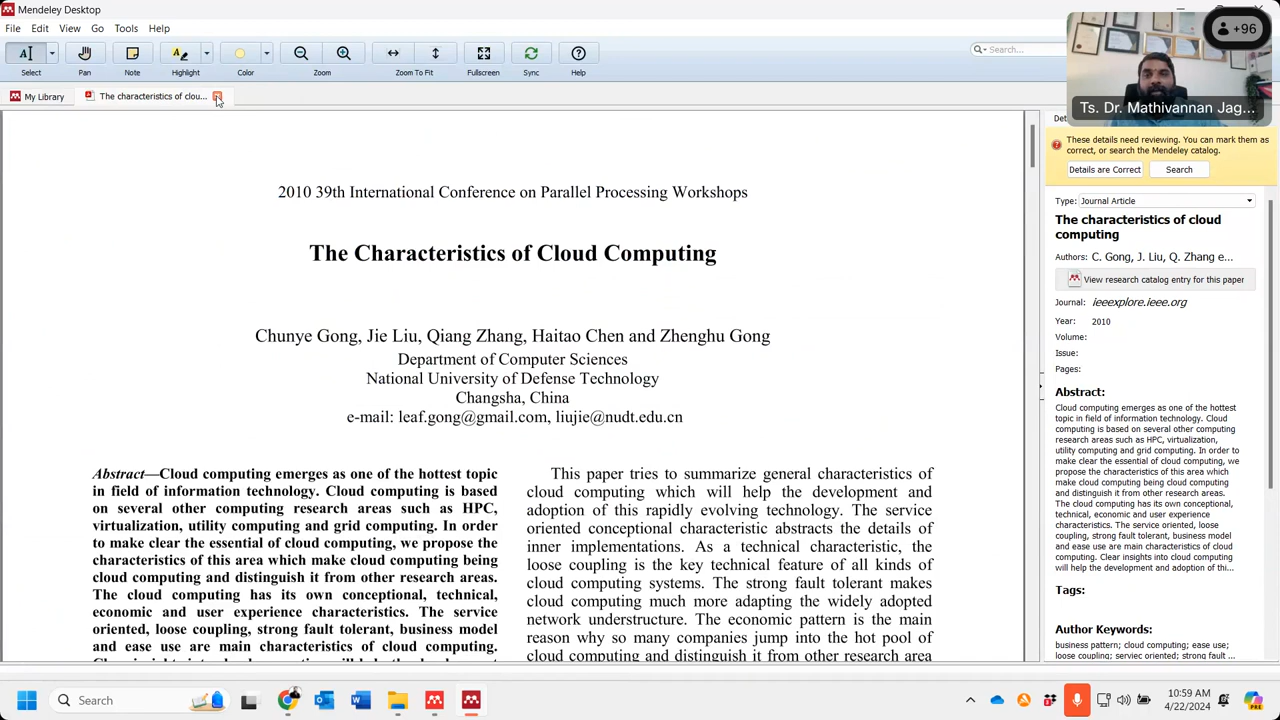 Mendeley Desktop
+96
File Edit View Go Tools Help
Search...
Select Pan Note Highlight Color Zoom Zoom To Fit Fullscreen Sync Help
Ts. Dr. Mathivannan Jag...
My Library The characteristics of clou...
These details need reviewing. You can mark them as
correct, or search the Mendeley catalog.
Details are Correct Search
2010 39th International Conference on Parallel Processing Workshops
The Characteristics of Cloud Computing
Chunye Gong, Jie Liu, Qiang Zhang, Haitao Chen and Zhenghu Gong
Department of Computer Sciences
National University of Defense Technology
Changsha, China
e-mail: leaf.gong@gmail.com, liujie@nudt.edu.cn
Abstract—Cloud computing emerges as one of the hottest
topic in field of information technology. Cloud computing is based
on several other computing research areas such as HPC,
virtualization, utility computing and grid computing. In order
to make clear the essential of cloud computing, we propose the
characteristics of this area which make cloud computing being
cloud computing and distinguish it from other research areas.
The cloud computing has its own conceptional, technical,
economic and user experience characteristics. The service
oriented, loose coupling, strong fault tolerant, business model
and ease use are main characteristics of cloud computing.
This paper tries to summarize general characteristics of
cloud computing which will help the development and
adoption of this rapidly evolving technology. The service
oriented conceptional characteristic abstracts the details of
inner implementations. As a technical characteristic, the
loose coupling is the key technical feature of all kinds of
cloud computing systems. The strong fault tolerant makes
cloud computing much more adapting the widely adopted
network understructure. The economic pattern is the main
reason why so many companies jump into the hot pool of
cloud computing and distinguish it from other research area
Type: Journal Article
The characteristics of cloud
computing
Authors: C. Gong, J. Liu, Q. Zhang e...
View research catalog entry for this paper
Journal: ieeexplore.ieee.org
Year: 2010
Volume:
Issue:
Pages:
Abstract:
Cloud computing emerges as one of the hottest
topic in field of information technology. Cloud
computing is based on several other computing
research areas such as HPC, virtualization,
utility computing and grid computing. In order to
make clear the essential of cloud computing, we
propose the characteristics of this area which
make cloud computing being cloud computing
and distinguish it from other research areas.
The cloud computing has its own conceptional,
technical, economic and user experience
characteristics. The service oriented, loose
coupling, strong fault tolerant, business model
and ease use are main characteristics of cloud
computing. Clear insights into cloud computing
will help the development and adoption of thi...
Tags:
Author Keywords:
business pattern; cloud computing; ease use;
loose coupling; serviec oriented; strong fault ...
Search
10:59 AM
4/22/2024